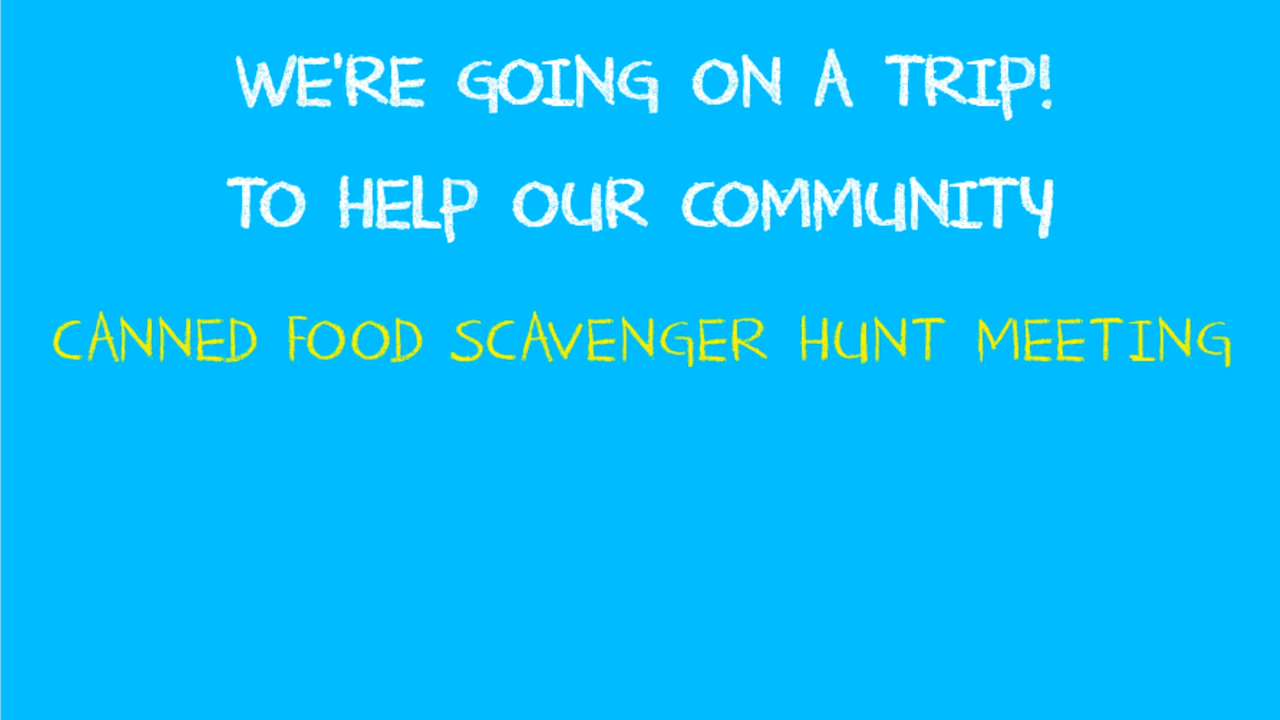 WE'RE GOING ON A TRIP!
TO HELP OUR COMMUNITY
CANNED FOOD SCAVENGER HUNT MEETING